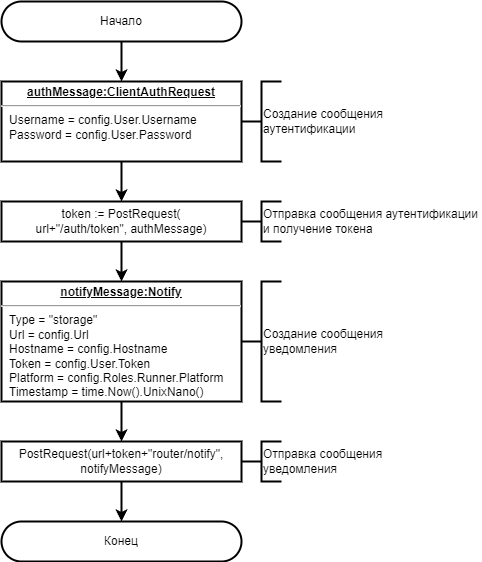 Начало
authMessage:ClientAuthRequest
Username = config.User.Username
Password = config.User.Password
Создание сообщения
аутентификации
token := PostRequest(
url+"/auth/token", authMessage)
Отправка сообщения аутентификации
и получение токена
notifyMessage:Notify
Type = "storage"
Url = config.Url
Hostname = config.Hostname
Token = config.User.Token
Platform = config.Roles.Runner.Platform
Timestamp = time.Now().UnixNano()
Создание сообщения
уведомления
PostRequest(url+token+"router/notify",
notifyMessage)
Отправка сообщения
уведомления
Конец